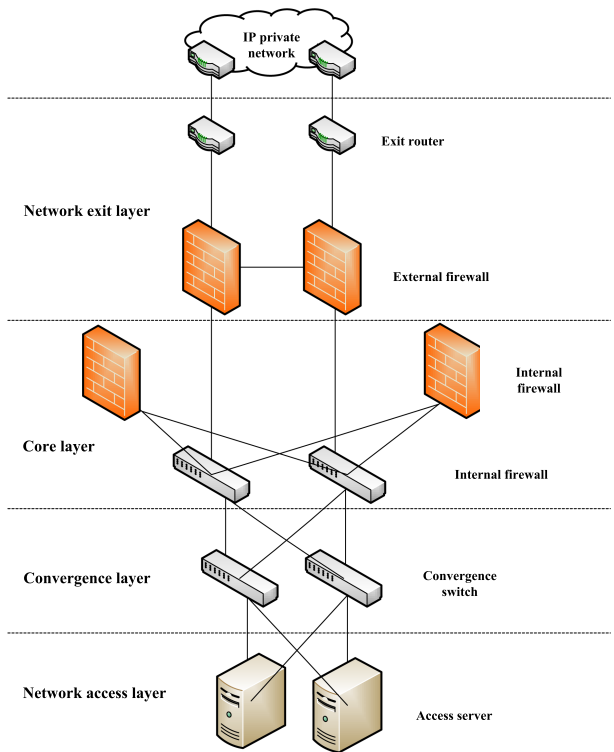 IP private
network
Exit router
Network exit layer
External firewall
Internal
firewall
Core layer
Internal firewall
Convergence layer
Convergence
switch
Network access layer
Access server